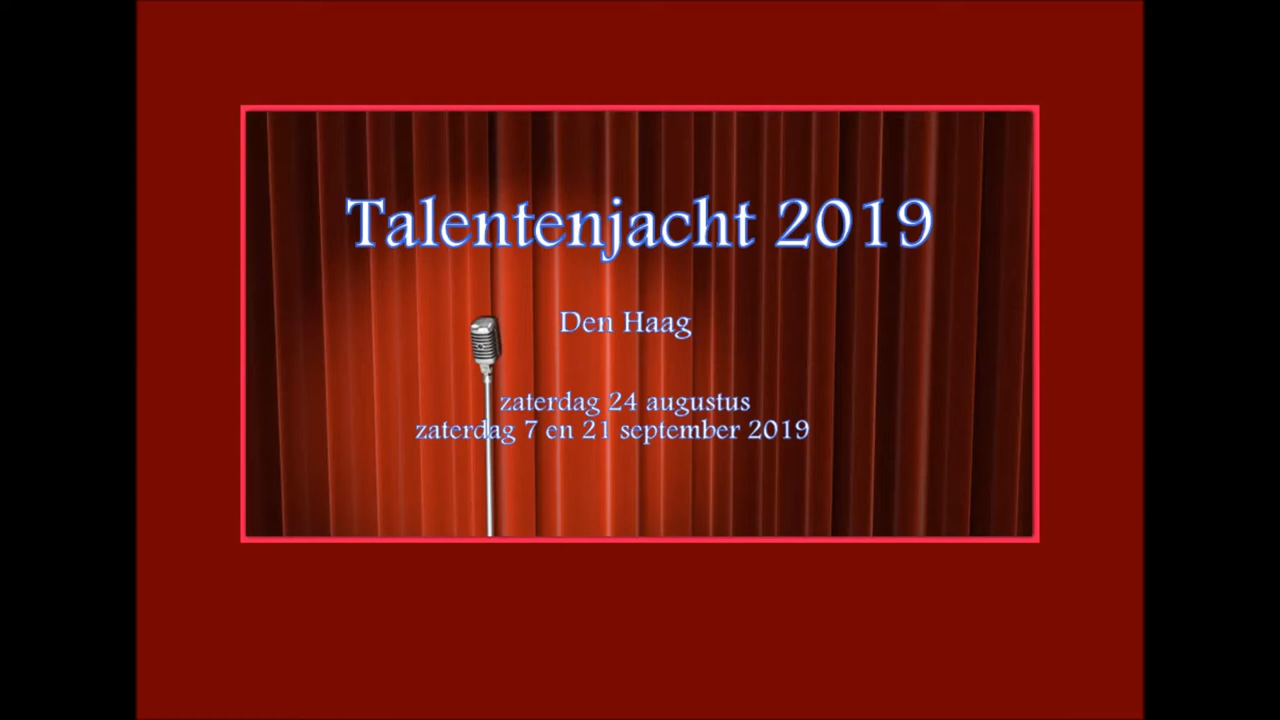 Talentenjacht 2019
Den Haag
zaterdag 24 augustus
zaterdag 7 en 21 september 2019